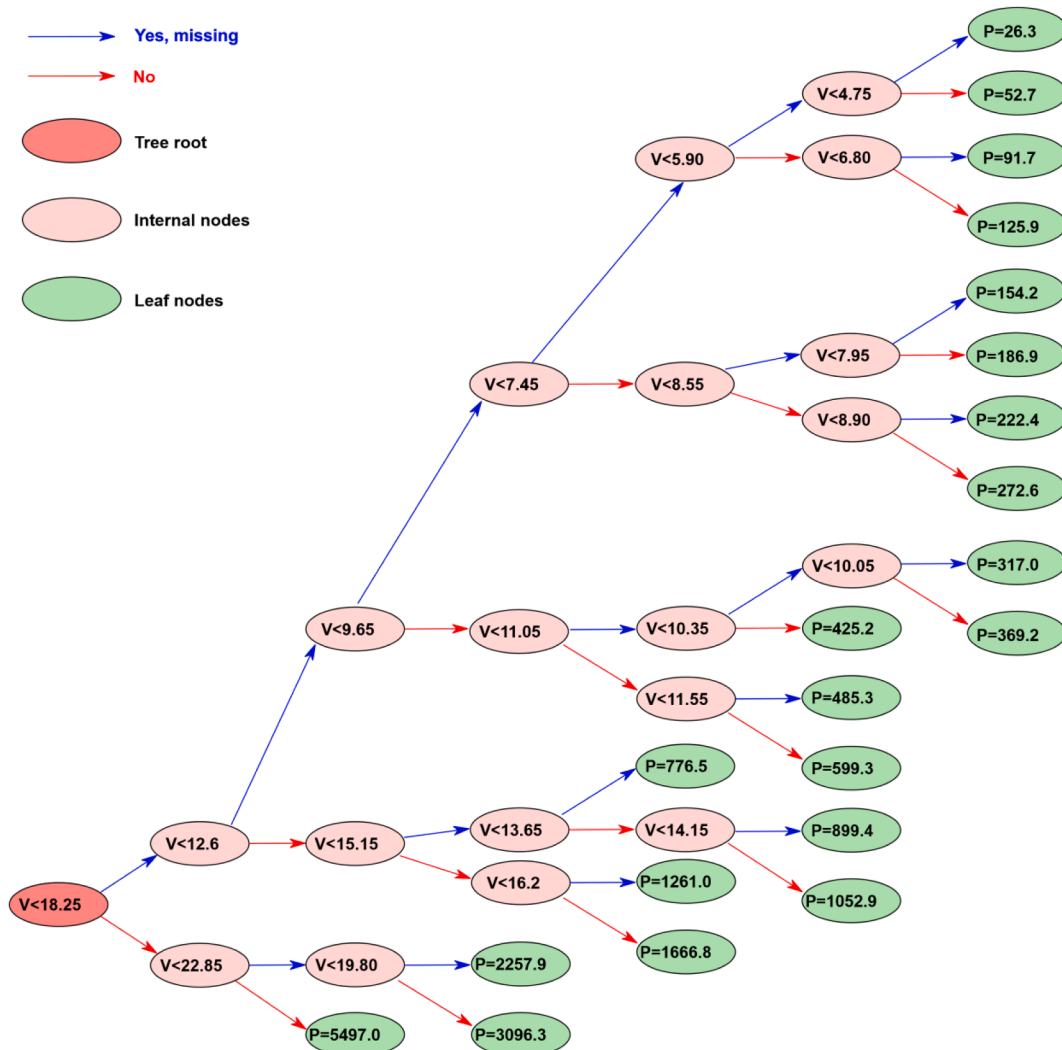 Yes, missing
No
Tree root
Internal nodes
Leaf nodes
P=26.3
V<4.75
P=52.7
V<5.90
V<6.80
P=91.7
P=125.9
P=154.2
V<7.95
P=186.9
V<7.45
V<8.55
V<8.90
P=222.4
P=272.6
V<10.05
P=317.0
V<9.65
V<11.05
V<10.35
P=425.2
P=369.2
V<11.55
P=485.3
P=776.5
P=599.3
V<12.6
V<15.15
V<13.65
V<14.15
P=899.4
V<16.2
P=1261.0
V<18.25
P=1052.9
P=1666.8
V<22.85
V<19.80
P=2257.9
P=5497.0
P=3096.3